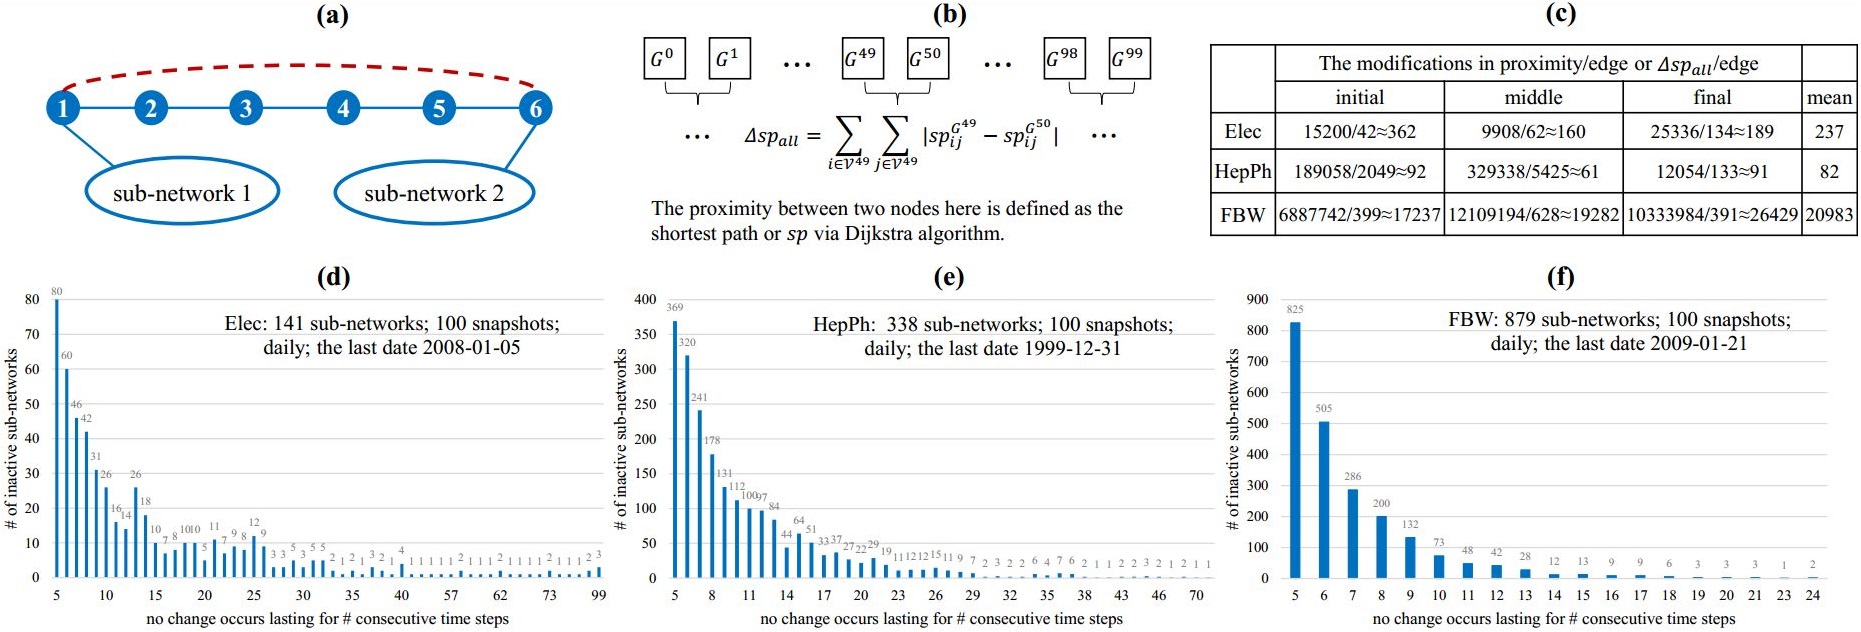 (a)
1 2 3 4 5 6
sub-network 1
sub-network 2
(b)
G^0 G^1 ... G^49 G^50 ... G^98 G^99
... Δsp_all = ∑_{i∈𝒱^49} ∑_{j∈𝒱^49} |sp_ij^{G^49} − sp_ij^{G^50}| ...
The proximity between two nodes here is defined as the
shortest path or sp via Dijkstra algorithm.
(c)
The modifications in proximity/edge or Δsp_all/edge
initial middle final mean
Elec 15200/42≈362 9908/62≈160 25336/134≈189 237
HepPh 189058/2049≈92 329338/5425≈61 12054/133≈91 82
FBW 6887742/399≈17237 12109194/628≈19282 10333984/391≈26429 20983
(d)
Elec: 141 sub-networks; 100 snapshots;
daily; the last date 2008-01-05
# of inactive sub-networks
80
70
60
50
40
30
20
10
0
80 60 46 42 31 26 16 14 26 18 10 7 8 10 10 5 11 7 9 8 12 9 3 3 5 3 5 5 2 1 2 1 3 2 1 4 1 1 1 1 1 2 1 1 1 2 1 1 1 1 2 1 1 1 2 3
5 10 15 20 25 30 35 40 57 62 73 99
no change occurs lasting for # consecutive time steps
(e)
HepPh: 338 sub-networks; 100 snapshots;
daily; the last date 1999-12-31
# of inactive sub-networks
400
350
300
250
200
150
100
50
0
369 320 241 178 131 112 100 97 84 44 64 51 33 37 27 22 29 19 11 12 12 15 11 9 7 2 3 2 2 6 4 7 6 2 1 1 2 2 3 2 1 2 1 1
5 8 11 14 17 20 23 26 29 32 35 38 43 46 70
no change occurs lasting for # consecutive time steps
(f)
FBW: 879 sub-networks; 100 snapshots;
daily; the last date 2009-01-21
# of inactive sub-networks
900
800
700
600
500
400
300
200
100
0
825 505 286 200 132 73 48 42 28 12 13 9 9 6 3 3 3 1 2
5 6 7 8 9 10 11 12 13 14 15 16 17 18 19 20 21 23 24
no change occurs lasting for # consecutive time steps